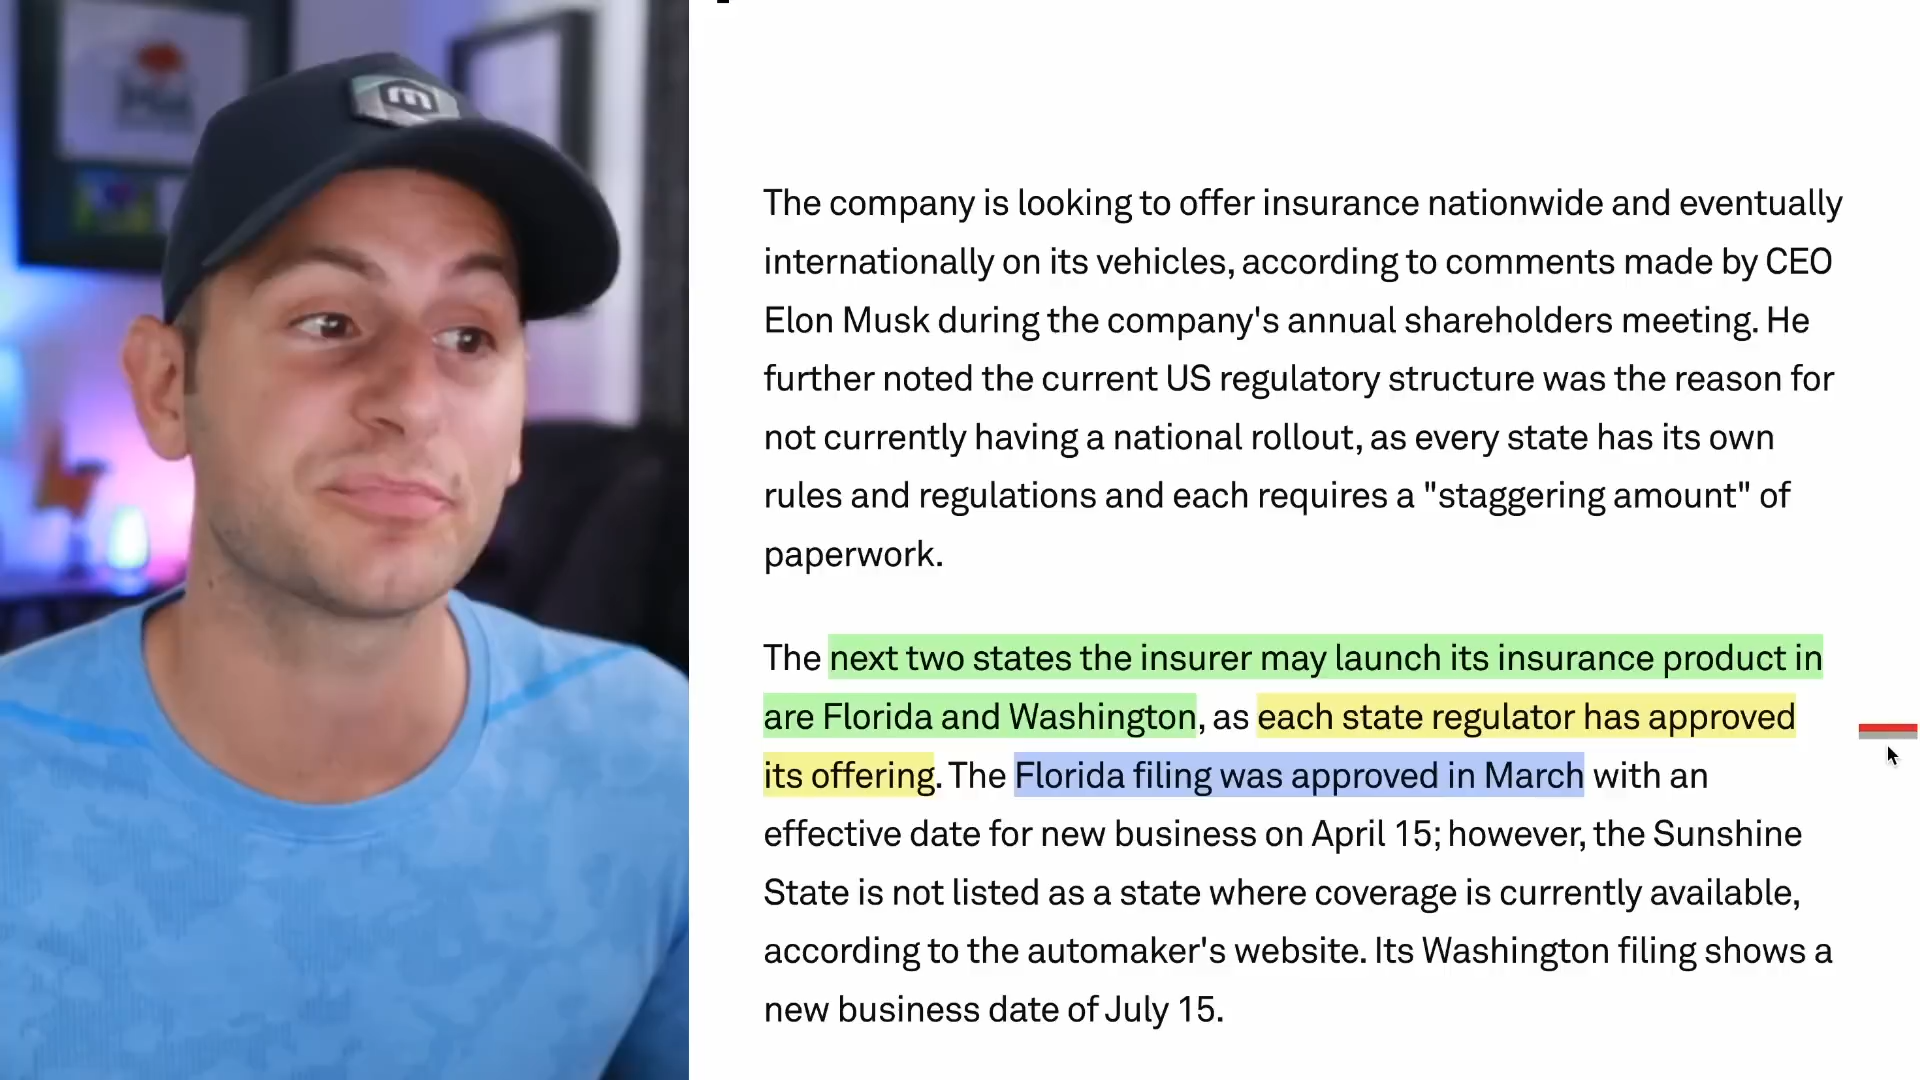 The company is looking to offer insurance nationwide and eventually
internationally on its vehicles, according to comments made by CEO
Elon Musk during the company's annual shareholders meeting. He
further noted the current US regulatory structure was the reason for
not currently having a national rollout, as every state has its own
rules and regulations and each requires a "staggering amount" of
paperwork.
The next two states the insurer may launch its insurance product in
are Florida and Washington, as each state regulator has approved
its offering. The Florida filing was approved in March with an
effective date for new business on April 15; however, the Sunshine
State is not listed as a state where coverage is currently available,
according to the automaker's website. Its Washington filing shows a
new business date of July 15.